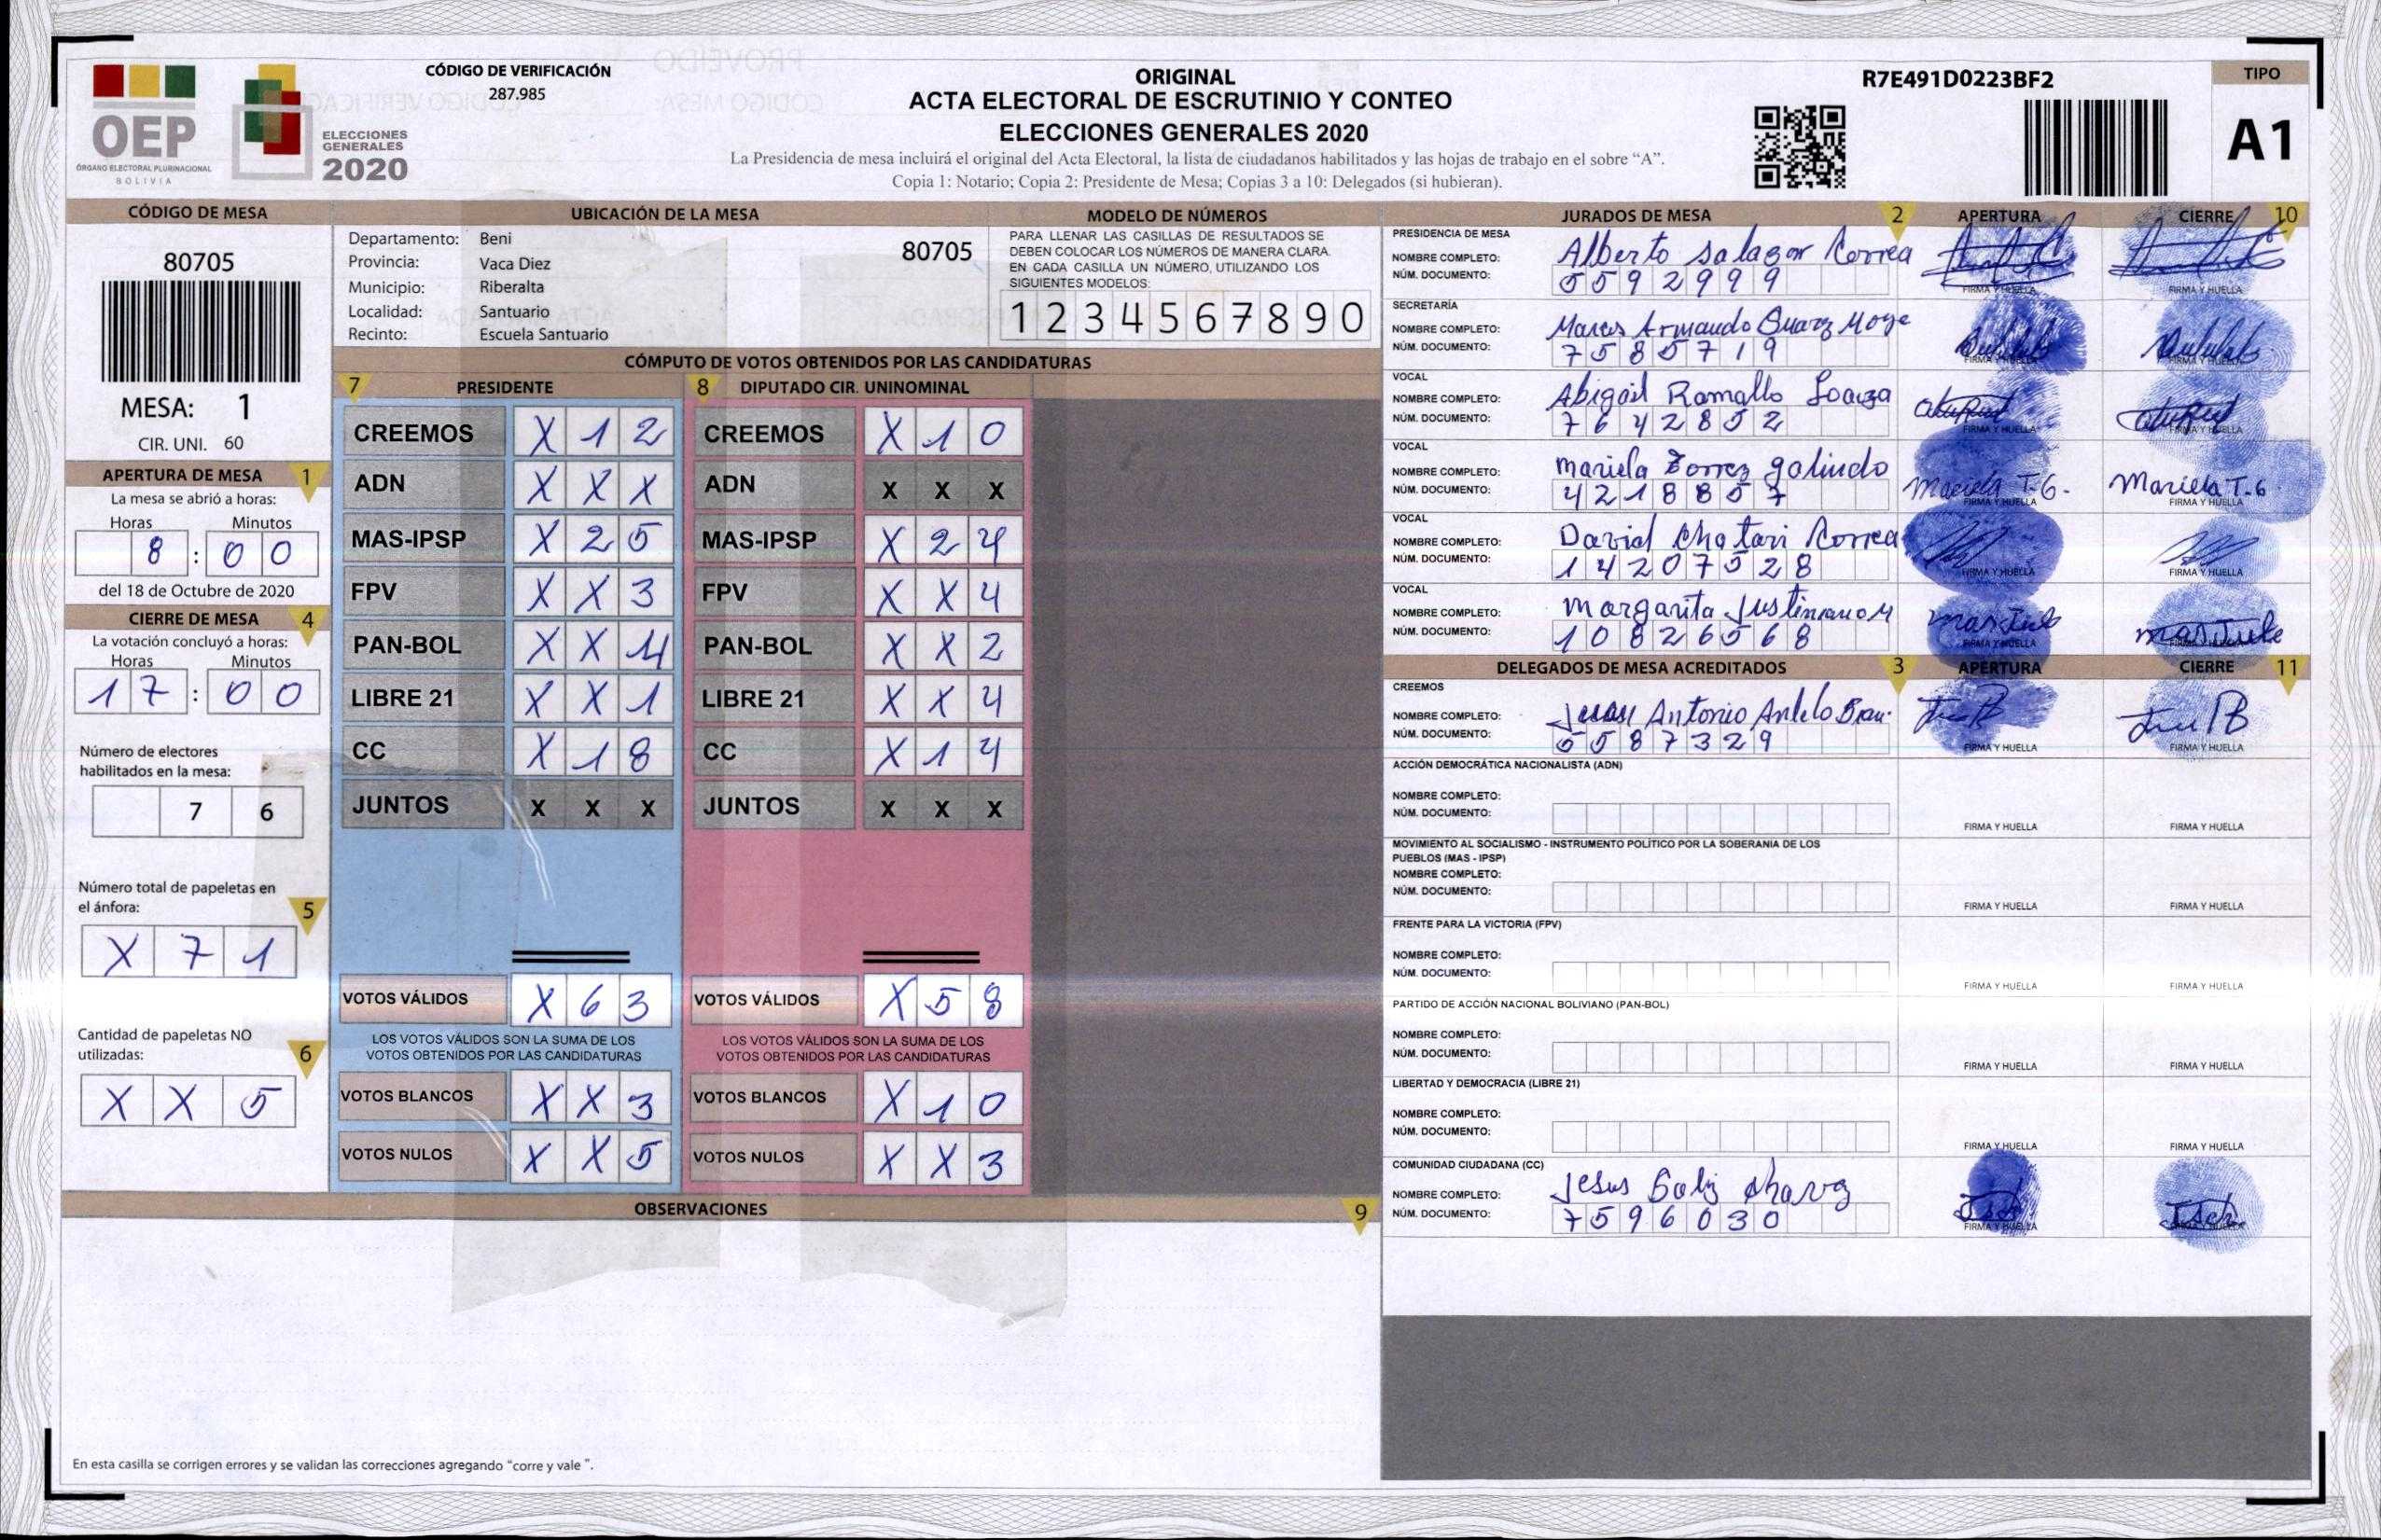 OEP
ÓRGANO ELECTORAL PLURINACIONAL
BOLIVIA
ELECCIONES
GENERALES
2020
CÓDIGO DE VERIFICACIÓN
287.985
ORIGINAL
ACTA ELECTORAL DE ESCRUTINIO Y CONTEO
ELECCIONES GENERALES 2020
La Presidencia de mesa incluirá el original del Acta Electoral, la lista de ciudadanos habilitados y las hojas de trabajo en el sobre “A”.
Copia 1: Notario; Copia 2: Presidente de Mesa; Copias 3 a 10: Delegados (si hubieran).
R7E491D0223BF2
TIPO
A1
CÓDIGO DE MESA
80705
MESA: 1
CIR. UNI. 60
APERTURA DE MESA 1
La mesa se abrió a horas:
Horas Minutos
8 : 0 0
del 18 de Octubre de 2020
CIERRE DE MESA 4
La votación concluyó a horas:
Horas Minutos
1 7 : 0 0
Número de electores
habilitados en la mesa:
7 6
Número total de papeletas en
el ánfora: 5
X 7 1
Cantidad de papeletas NO
utilizadas: 6
X X 5
UBICACIÓN DE LA MESA
Departamento: Beni
Provincia: Vaca Diez
Municipio: Riberalta
Localidad: Santuario
Recinto: Escuela Santuario
80705
MODELO DE NÚMEROS
PARA LLENAR LAS CASILLAS DE RESULTADOS SE
DEBEN COLOCAR LOS NÚMEROS DE MANERA CLARA.
EN CADA CASILLA UN NÚMERO, UTILIZANDO LOS
SIGUIENTES MODELOS:
1 2 3 4 5 6 7 8 9 0
CÓMPUTO DE VOTOS OBTENIDOS POR LAS CANDIDATURAS
7 PRESIDENTE 8 DIPUTADO CIR. UNINOMINAL
CREEMOS X 1 2 CREEMOS X 1 0
ADN X X X ADN X X X
MAS-IPSP X 2 5 MAS-IPSP X 2 4
FPV X X 3 FPV X X 4
PAN-BOL X X 4 PAN-BOL X X 2
LIBRE 21 X X 1 LIBRE 21 X X 4
CC X 1 8 CC X 1 4
JUNTOS X X X JUNTOS X X X
VOTOS VÁLIDOS X 6 3 VOTOS VÁLIDOS X 5 8
LOS VOTOS VÁLIDOS SON LA SUMA DE LOS LOS VOTOS VÁLIDOS SON LA SUMA DE LOS
VOTOS OBTENIDOS POR LAS CANDIDATURAS VOTOS OBTENIDOS POR LAS CANDIDATURAS
VOTOS BLANCOS X X 3 VOTOS BLANCOS X 1 0
VOTOS NULOS X X 5 VOTOS NULOS X X 3
OBSERVACIONES 9
En esta casilla se corrigen errores y se validan las correcciones agregando “corre y vale ”.
JURADOS DE MESA 2 APERTURA CIERRE 10
PRESIDENCIA DE MESA
NOMBRE COMPLETO: Alberto Salazar Correa
NÚM. DOCUMENTO: 5592999
FIRMA Y HUELLA FIRMA Y HUELLA
SECRETARÍA
NOMBRE COMPLETO: Armando Suarez Moye
NÚM. DOCUMENTO: 7585719
FIRMA Y HUELLA FIRMA Y HUELLA
VOCAL
NOMBRE COMPLETO: Abigail Ramallo Loayza
NÚM. DOCUMENTO: 7642852
FIRMA Y HUELLA FIRMA Y HUELLA
VOCAL
NOMBRE COMPLETO: mariela Torrez galindo
NÚM. DOCUMENTO: 4218857
Mariela T.G. Mariela T.G
FIRMA Y HUELLA FIRMA Y HUELLA
VOCAL
NOMBRE COMPLETO: David Chatari Correa
NÚM. DOCUMENTO: 14207528
FIRMA Y HUELLA FIRMA Y HUELLA
VOCAL
NOMBRE COMPLETO: Margarita Justiniano M
NÚM. DOCUMENTO: 10826568
FIRMA Y HUELLA FIRMA Y HUELLA
DELEGADOS DE MESA ACREDITADOS 3 APERTURA CIERRE 11
CREEMOS
NOMBRE COMPLETO: Antonio Antelo
NÚM. DOCUMENTO: 5587329
FIRMA Y HUELLA FIRMA Y HUELLA
ACCIÓN DEMOCRÁTICA NACIONALISTA (ADN)
NOMBRE COMPLETO:
NÚM. DOCUMENTO:
FIRMA Y HUELLA FIRMA Y HUELLA
MOVIMIENTO AL SOCIALISMO - INSTRUMENTO POLÍTICO POR LA SOBERANIA DE LOS
PUEBLOS (MAS - IPSP)
NOMBRE COMPLETO:
NÚM. DOCUMENTO:
FIRMA Y HUELLA FIRMA Y HUELLA
FRENTE PARA LA VICTORIA (FPV)
NOMBRE COMPLETO:
NÚM. DOCUMENTO:
FIRMA Y HUELLA FIRMA Y HUELLA
PARTIDO DE ACCIÓN NACIONAL BOLIVIANO (PAN-BOL)
NOMBRE COMPLETO:
NÚM. DOCUMENTO:
FIRMA Y HUELLA FIRMA Y HUELLA
LIBERTAD Y DEMOCRACIA (LIBRE 21)
NOMBRE COMPLETO:
NÚM. DOCUMENTO:
FIRMA Y HUELLA FIRMA Y HUELLA
COMUNIDAD CIUDADANA (CC)
NOMBRE COMPLETO: Jesus
NÚM. DOCUMENTO: 7596030
FIRMA Y HUELLA FIRMA Y HUELLA